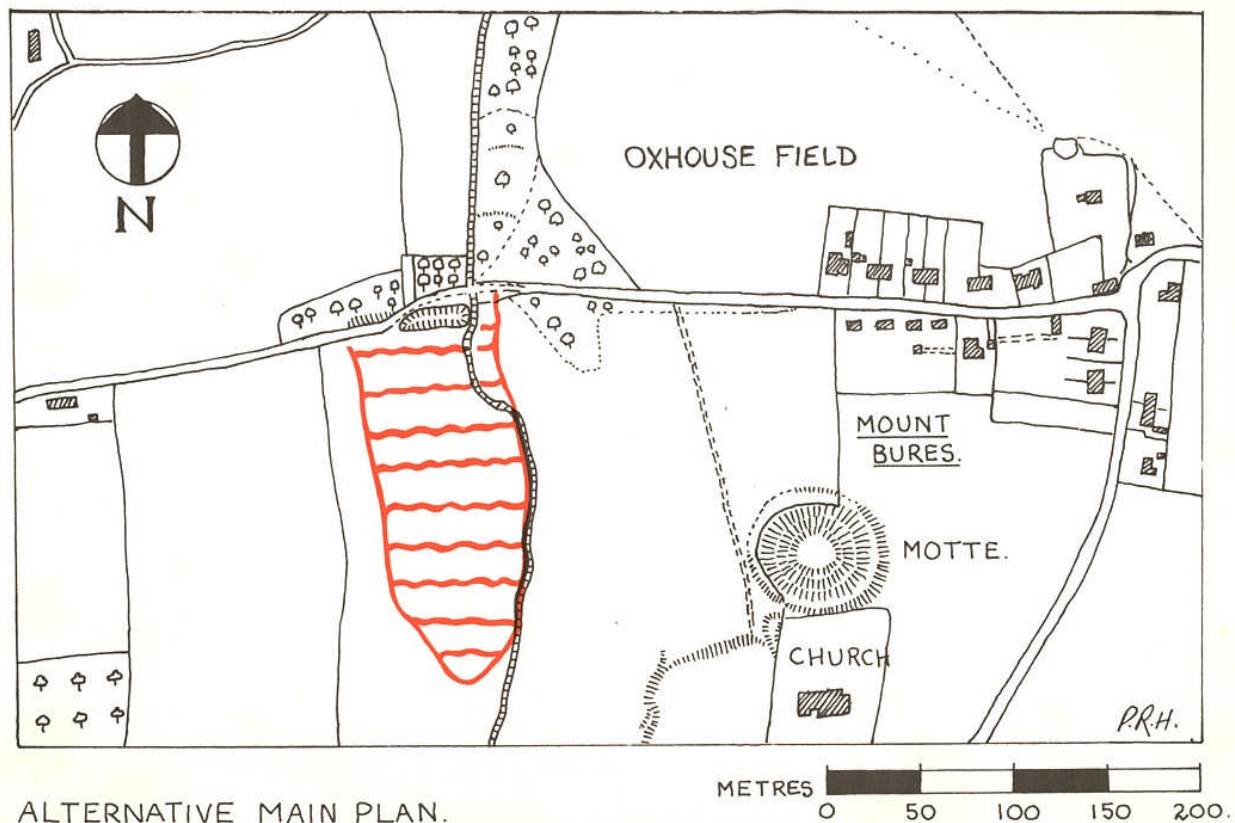 OXHOUSE FIELD
N
MOUNT
BURES.
MOTTE.
CHURCH
P.R.H.
METRES
0 50 100 150 200.
ALTERNATIVE MAIN PLAN.